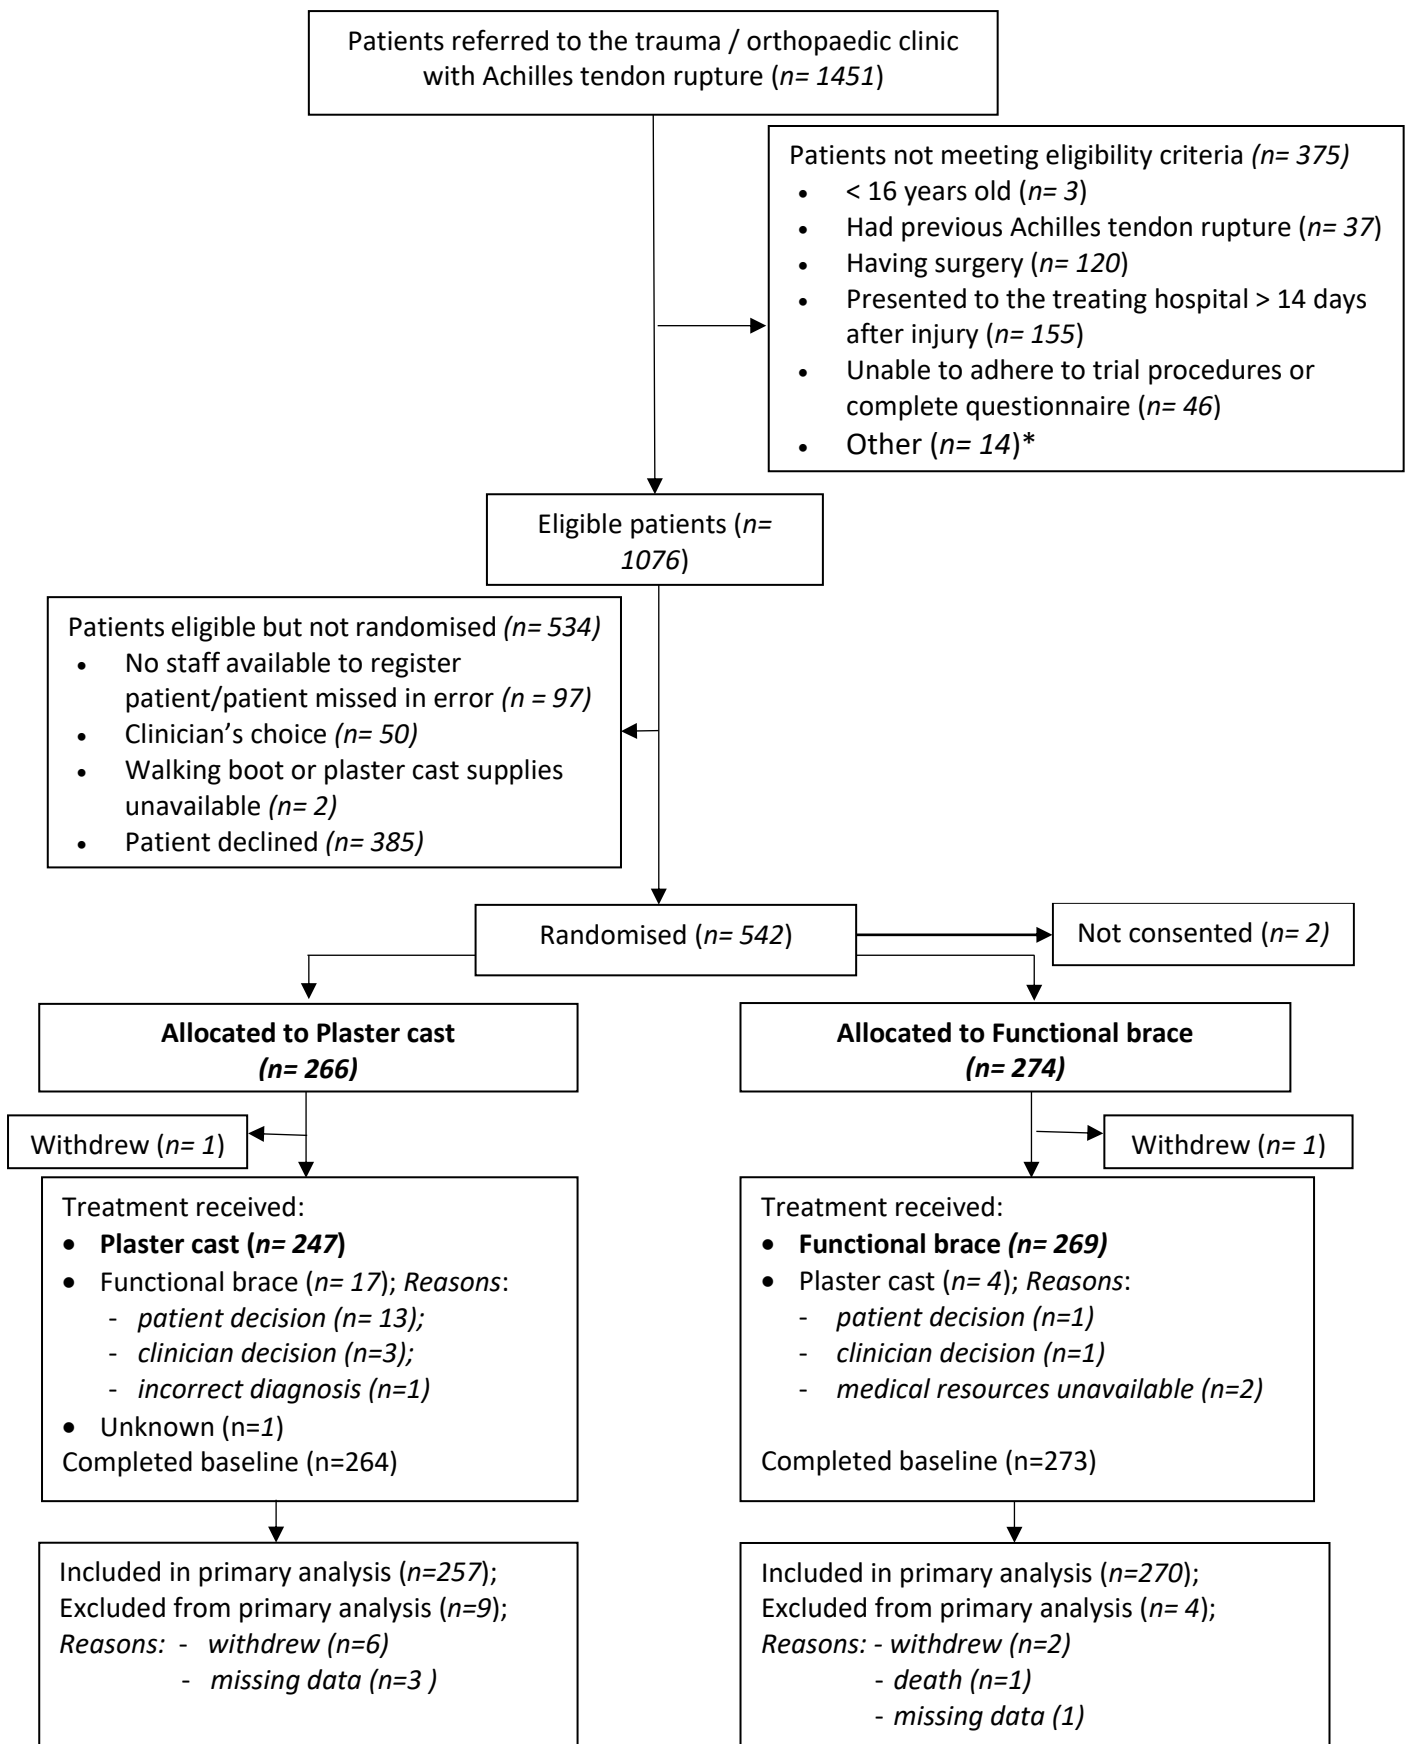 Patients referred to the trauma / orthopaedic clinic
with Achilles tendon rupture (n= 1451)
Patients not meeting eligibility criteria (n= 375)
• < 16 years old (n= 3)
• Had previous Achilles tendon rupture (n= 37)
• Having surgery (n= 120)
• Presented to the treating hospital > 14 days
after injury (n= 155)
• Unable to adhere to trial procedures or
complete questionnaire (n= 46)
• Other (n= 14)*
Eligible patients (n=
1076)
Patients eligible but not randomised (n= 534)
• No staff available to register
patient/patient missed in error (n = 97)
• Clinician’s choice (n= 50)
• Walking boot or plaster cast supplies
unavailable (n= 2)
• Patient declined (n= 385)
Randomised (n= 542)
Not consented (n= 2)
Allocated to Plaster cast
(n= 266)
Withdrew (n= 1)
Treatment received:
• Plaster cast (n= 247)
• Functional brace (n= 17); Reasons:
- patient decision (n= 13);
- clinician decision (n=3);
- incorrect diagnosis (n=1)
• Unknown (n=1)
Completed baseline (n=264)
Included in primary analysis (n=257);
Excluded from primary analysis (n=9);
Reasons: - withdrew (n=6)
- missing data (n=3 )
Allocated to Functional brace
(n= 274)
Withdrew (n= 1)
Treatment received:
• Functional brace (n= 269)
• Plaster cast (n= 4); Reasons:
- patient decision (n=1)
- clinician decision (n=1)
- medical resources unavailable (n=2)
Completed baseline (n=273)
Included in primary analysis (n=270);
Excluded from primary analysis (n= 4);
Reasons: - withdrew (n=2)
- death (n=1)
- missing data (1)